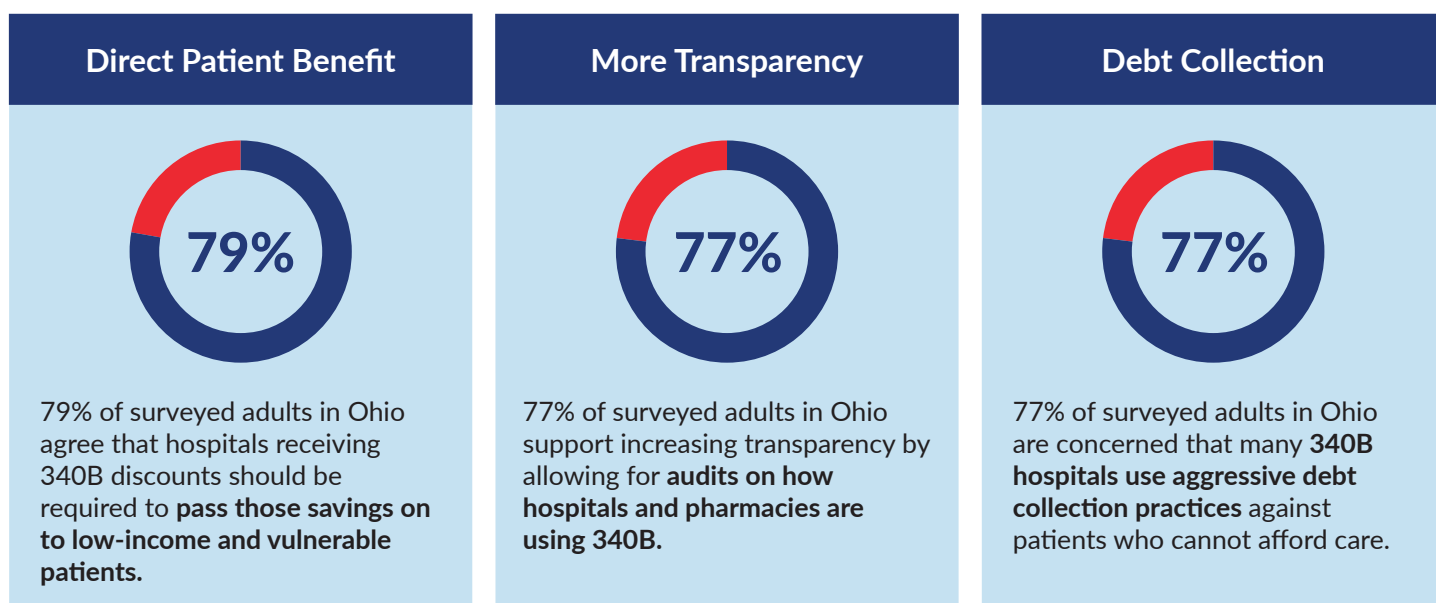 Direct Patient Benefit
79%
79% of surveyed adults in Ohio
agree that hospitals receiving
340B discounts should be
required to pass those savings on
to low-income and vulnerable
patients.
More Transparency
77%
77% of surveyed adults in Ohio
support increasing transparency by
allowing for audits on how
hospitals and pharmacies are
using 340B.
Debt Collection
77%
77% of surveyed adults in Ohio
are concerned that many 340B
hospitals use aggressive debt
collection practices against
patients who cannot afford care.